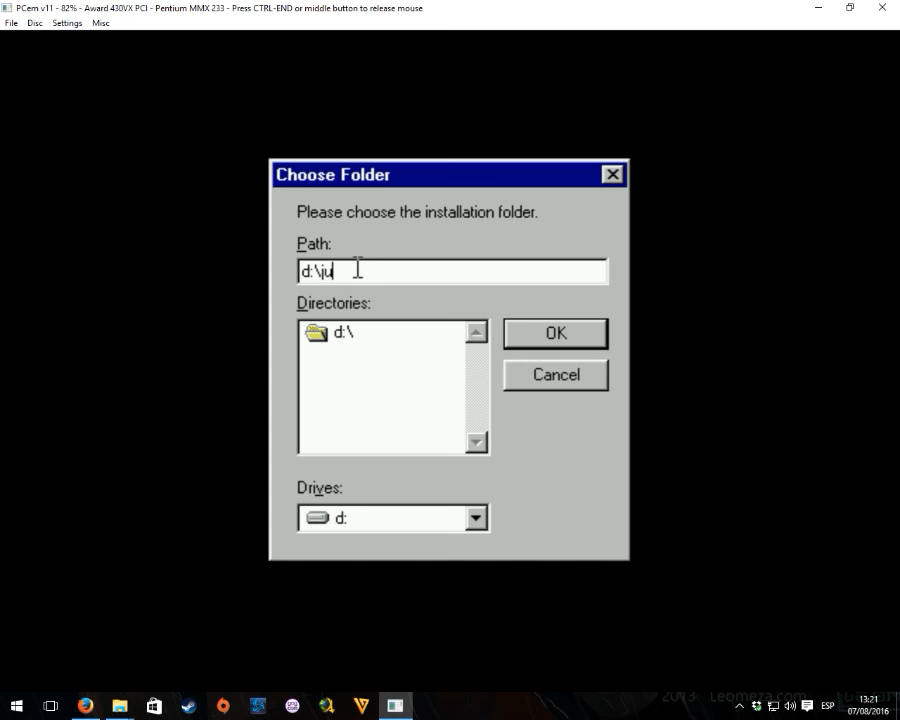 PCem v11 - 82% - Award 430VX PCI - Pentium MMX 233 - Press CTRL-END or middle button to release mouse
File Disc Settings Misc
Choose Folder
Please choose the installation folder.
Path:
d:\ju
Directories:
d:\
OK
Cancel
Drives:
d:
Leomeza.com
ESP
13:21
07/08/2016